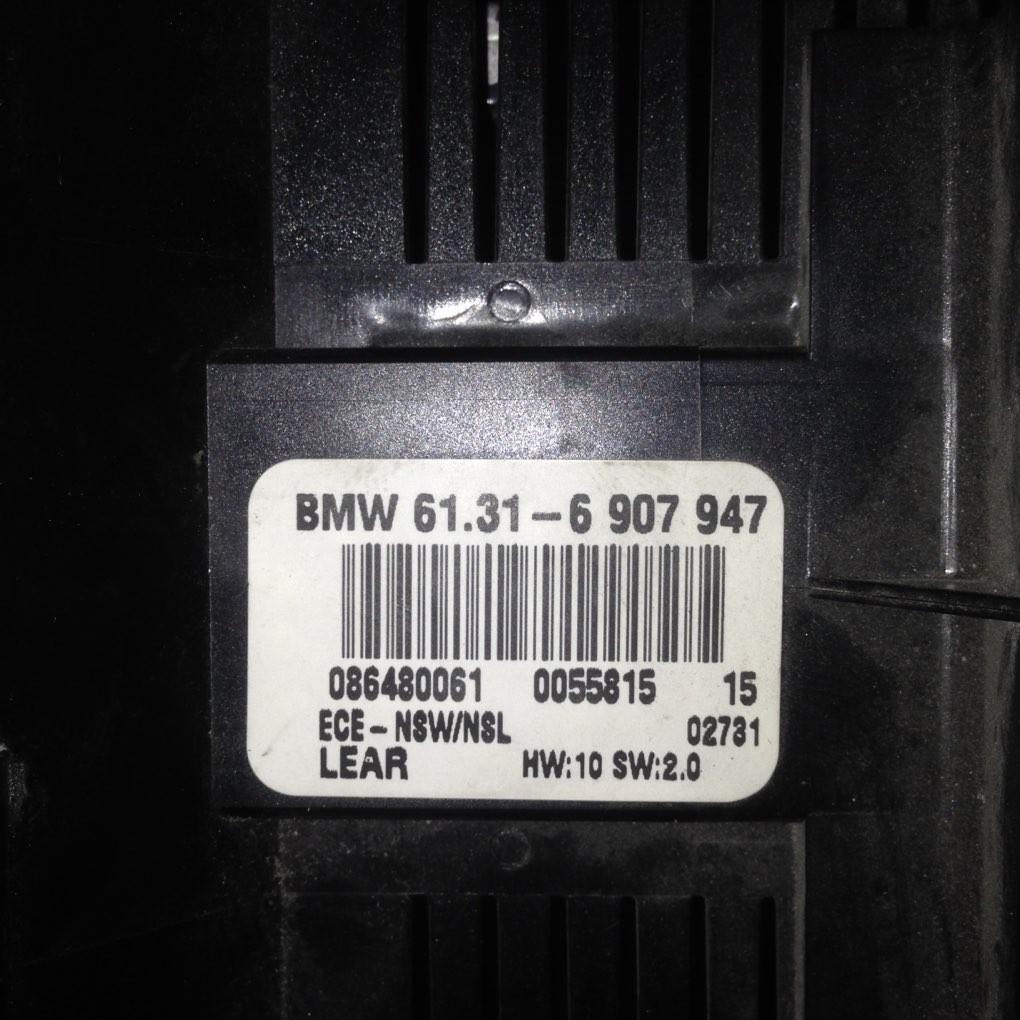 BMW 61.31-6 907 947
086480061 0055815 15
ECE-NSW/NSL 02731
LEAR HW:10 SW:2.0